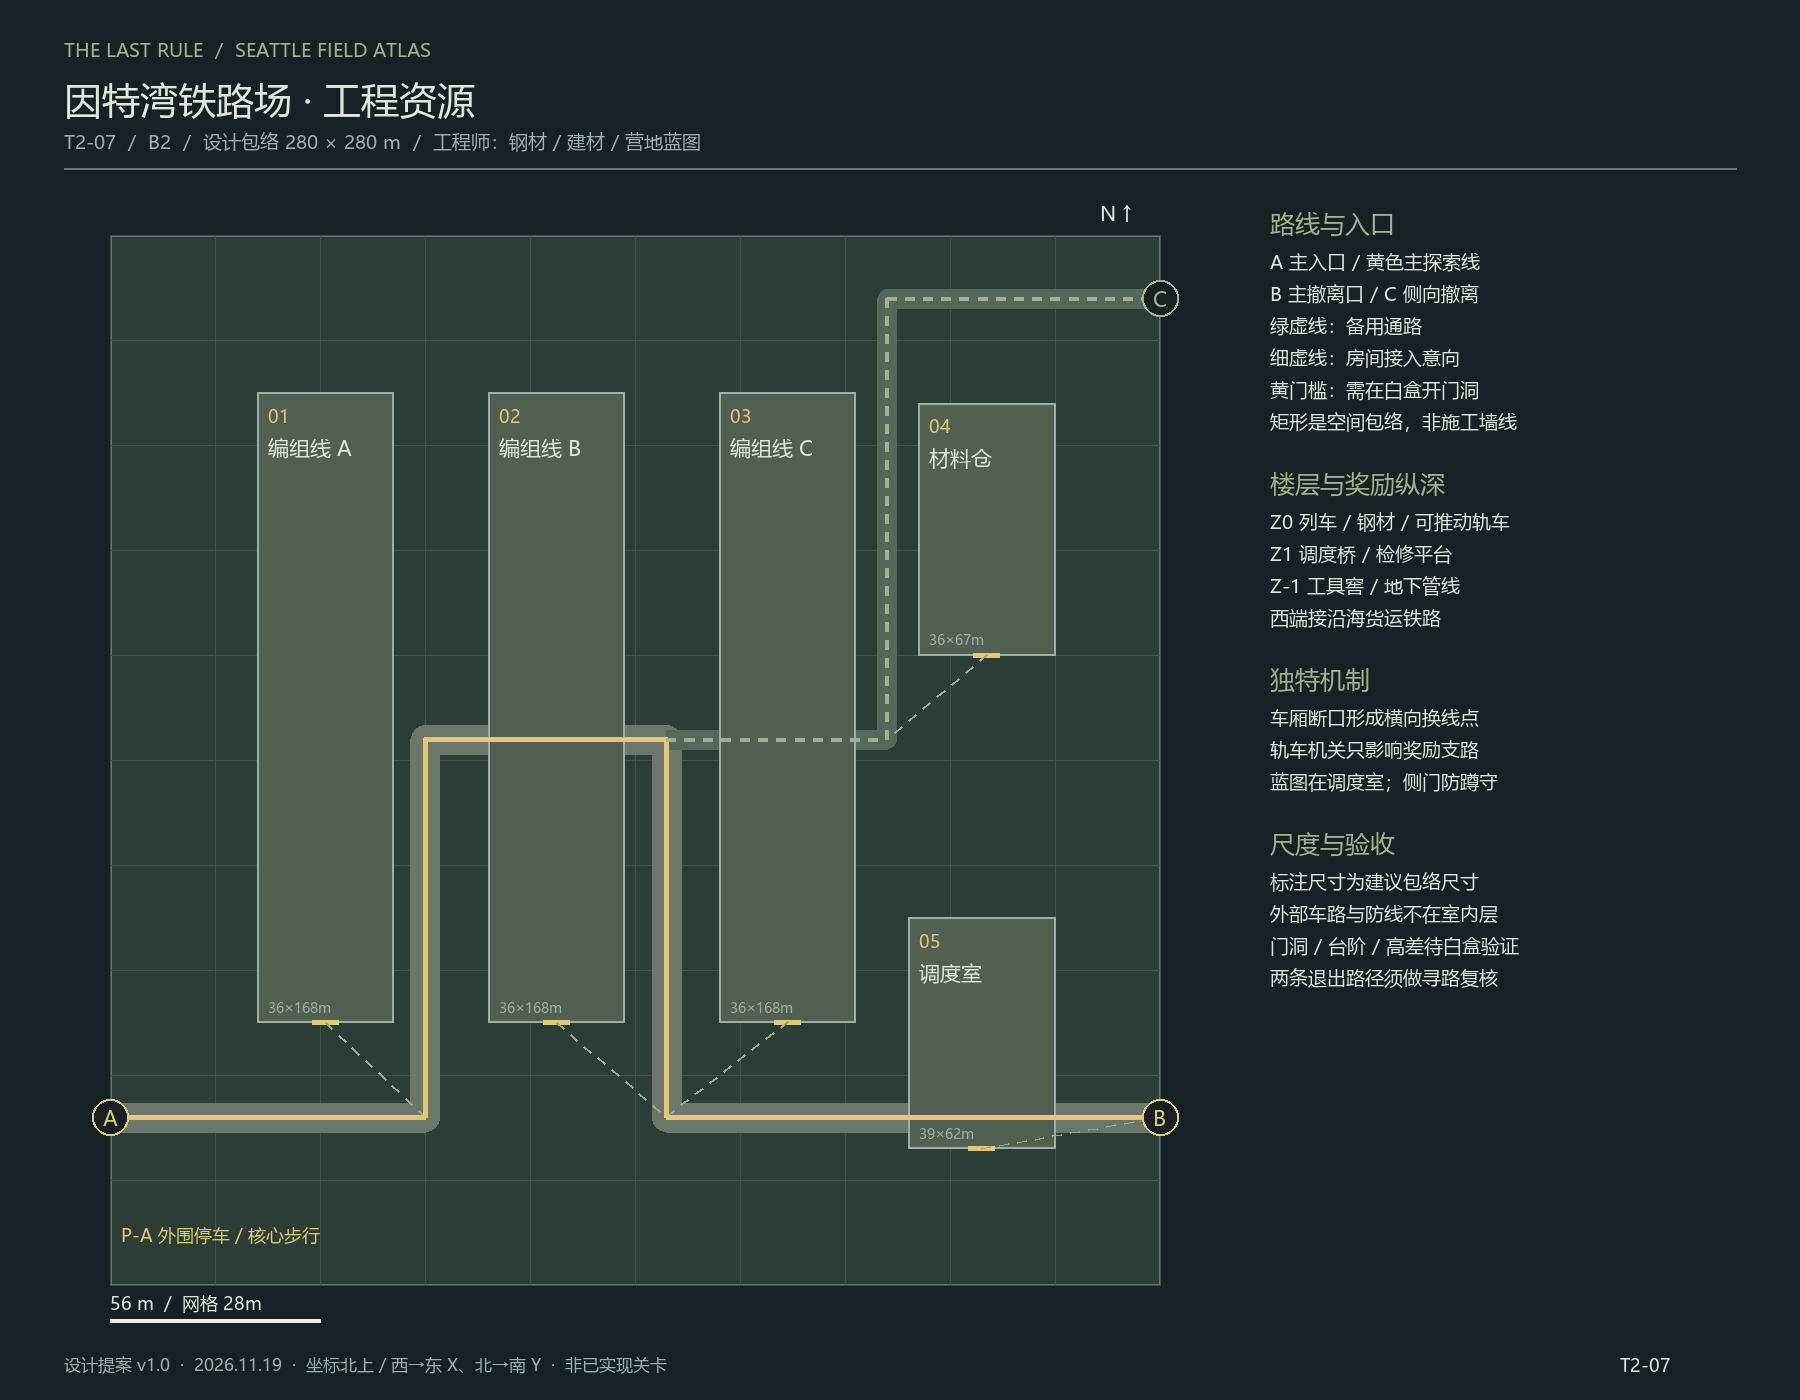 THE LAST RULE / SEATTLE FIELD ATLAS
因特湾铁路场 · 工程资源
T2-07 / B2 / 设计包络 280 × 280 m / 工程师：钢材 / 建材 / 营地蓝图
N↑
C
01
编组线 A
36×168m
02
编组线 B
36×168m
03
编组线 C
36×168m
04
材料仓
36×67m
05
调度室
39×62m
A
B
P-A 外围停车 / 核心步行
56 m / 网格 28m
路线与入口
A 主入口 / 黄色主探索线
B 主撤离口 / C 侧向撤离
绿虚线：备用通路
细虚线：房间接入意向
黄门槛：需在白盒开门洞
矩形是空间包络，非施工墙线
楼层与奖励纵深
Z0 列车 / 钢材 / 可推动轨车
Z1 调度桥 / 检修平台
Z-1 工具窖 / 地下管线
西端接沿海货运铁路
独特机制
车厢断口形成横向换线点
轨车机关只影响奖励支路
蓝图在调度室；侧门防蹲守
尺度与验收
标注尺寸为建议包络尺寸
外部车路与防线不在室内层
门洞 / 台阶 / 高差待白盒验证
两条退出路径须做寻路复核
设计提案 v1.0 · 2026.11.19 · 坐标北上 / 西→东 X、北→南 Y · 非已实现关卡
T2-07